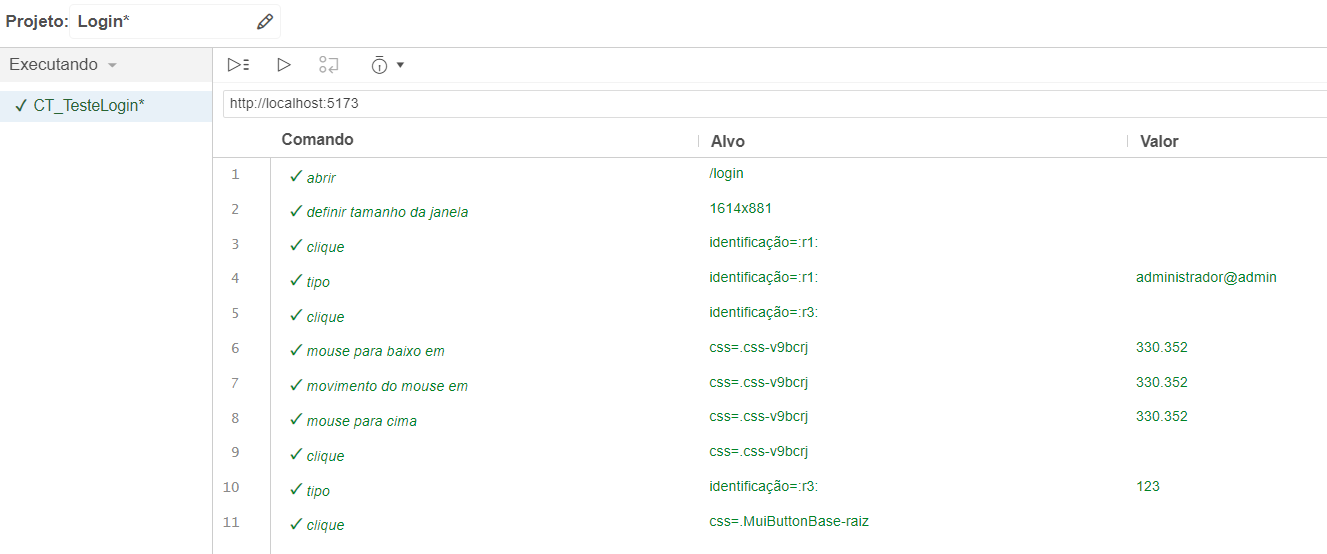 Projeto: Login*
Executando
CT_TesteLogin*
http://localhost:5173
Comando Alvo Valor
1 abrir /login
2 definir tamanho da janela 1614x881
3 clique identificação=:r1:
4 tipo identificação=:r1: administrador@admin
5 clique identificação=:r3:
6 mouse para baixo em css=.css-v9bcrj 330.352
7 movimento do mouse em css=.css-v9bcrj 330.352
8 mouse para cima css=.css-v9bcrj 330.352
9 clique css=.css-v9bcrj
10 tipo identificação=:r3: 123
11 clique css=.MuiButtonBase-raiz